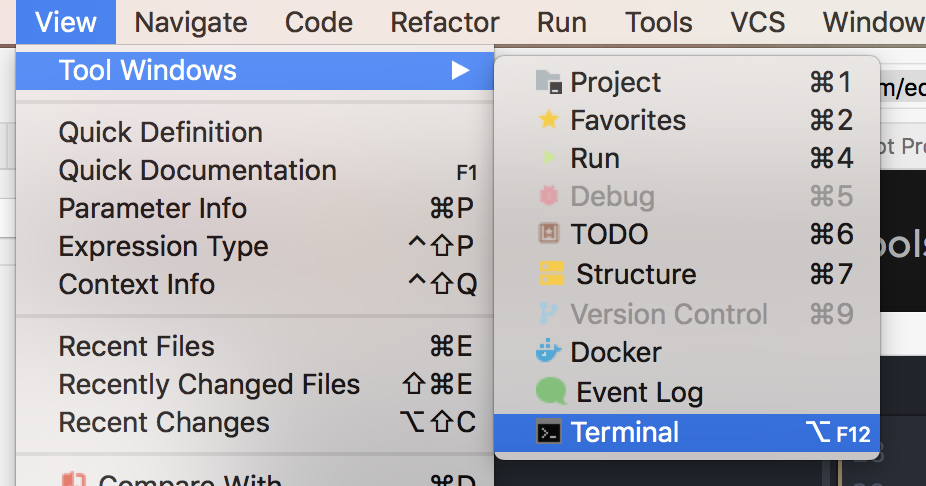 View Navigate Code Refactor Run Tools VCS Window
Tool Windows ▶
Quick Definition
Quick Documentation F1
Parameter Info ⌘P
Expression Type ^⇧P
Context Info ^⇧Q
Recent Files ⌘E
Recently Changed Files ⇧⌘E
Recent Changes ⌥⇧C
Compare With ⌘D
Project ⌘1
Favorites ⌘2
Run ⌘4
Debug ⌘5
TODO ⌘6
Structure ⌘7
Version Control ⌘9
Docker
Event Log
Terminal ⌥F12
m/ed
ot Pro
ools